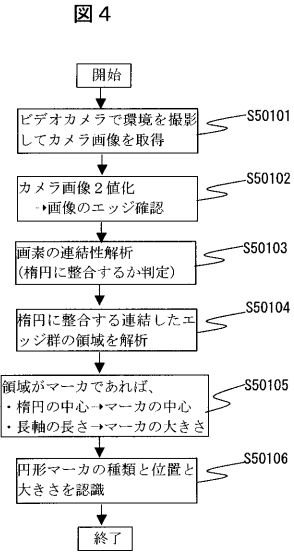 図４
開始
ビデオカメラで環境を撮影
してカメラ画像を取得
S50101
カメラ画像２値化
→画像のエッジ確認
S50102
画素の連結性解析
(楕円に整合するか判定)
S50103
楕円に整合する連結したエ
ッジ群の領域を解析
S50104
領域がマーカであれば、
・楕円の中心→マーカの中心
・長軸の長さ→マーカの大きさ
S50105
円形マーカの種類と位置と
大きさを認識
S50106
終了